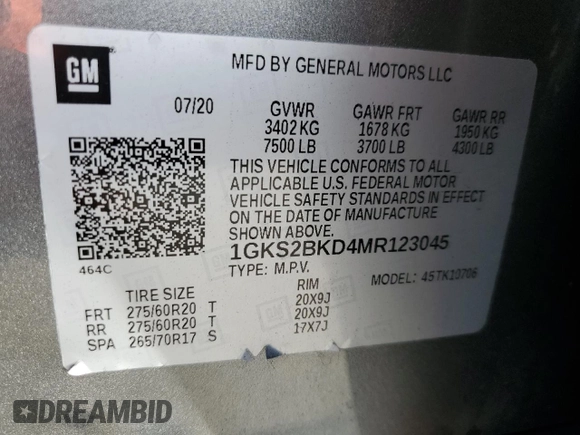 GM
MFD BY GENERAL MOTORS LLC
07/20 GVWR GAWR FRT GAWR RR
3402 KG 1678 KG 1950 KG
7500 LB 3700 LB 4300 LB
THIS VEHICLE CONFORMS TO ALL
APPLICABLE U.S. FEDERAL MOTOR
VEHICLE SAFETY STANDARDS IN EFFECT
ON THE DATE OF MANUFACTURE
SHOWN ABOVE.
464C
1GKS2BKD4MR123045
TYPE: M.P.V. MODEL: 45TK10706
TIRE SIZE RIM
FRT 275/60R20 T 20X9J
RR 275/60R20 T 20X9J
SPA 265/70R17 S 17X7J
DREAMBID